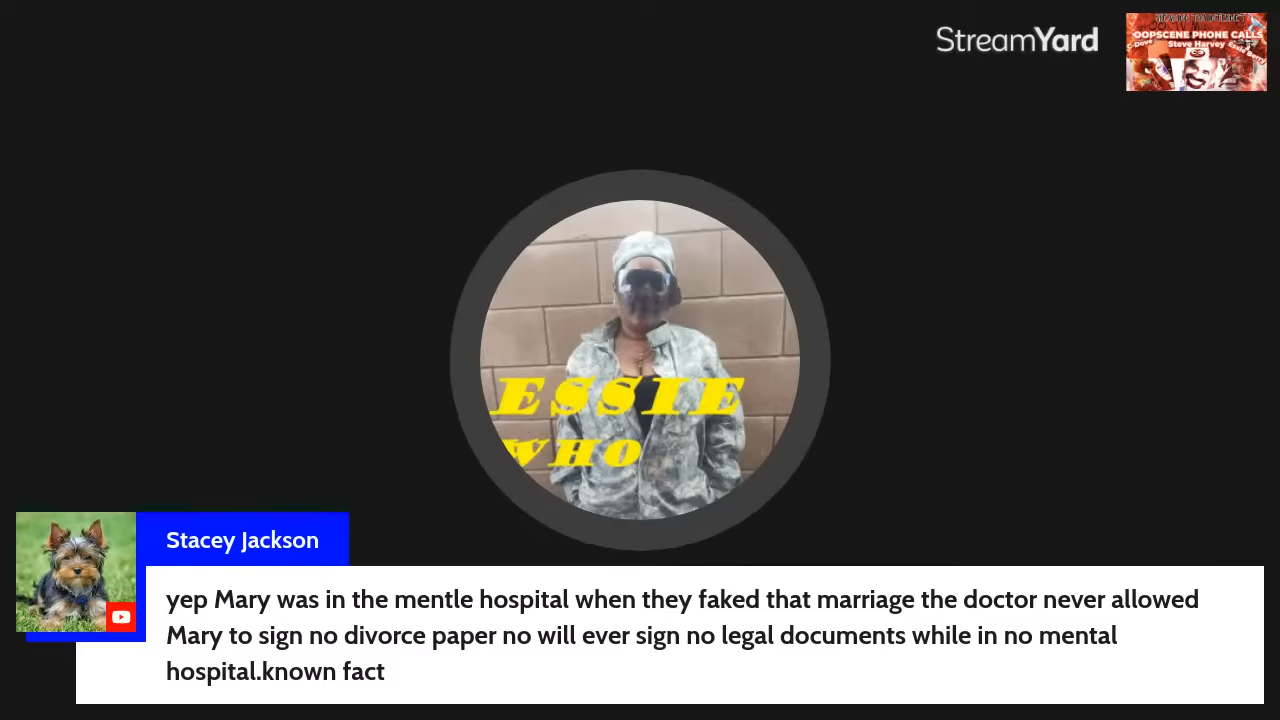 StreamYard
OOPSCENE PHONE CALLS
Steve Harvey
ESSIE
WHO
Stacey Jackson
yep Mary was in the mentle hospital when they faked that marriage the doctor never allowed
Mary to sign no divorce paper no will ever sign no legal documents while in no mental
hospital.known fact